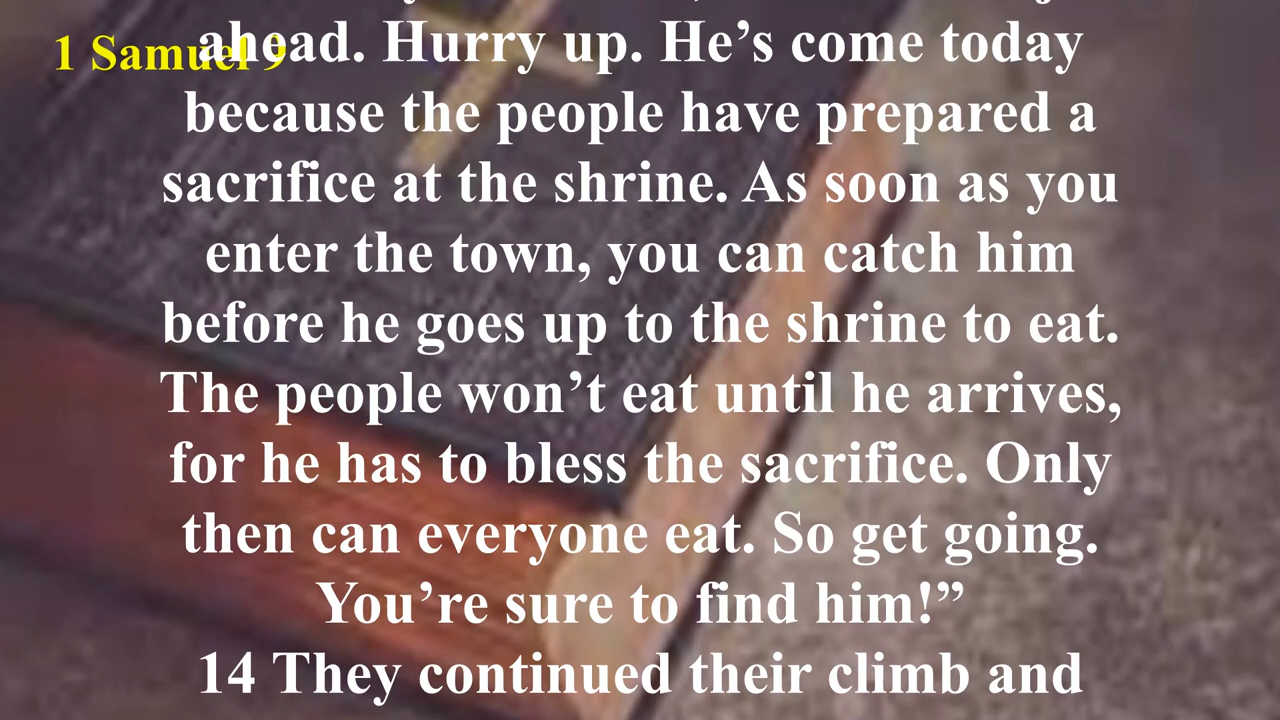 1 Samuel 9
ahead. Hurry up. He’s come today
because the people have prepared a
sacrifice at the shrine. As soon as you
enter the town, you can catch him
before he goes up to the shrine to eat.
The people won’t eat until he arrives,
for he has to bless the sacrifice. Only
then can everyone eat. So get going.
You’re sure to find him!”
14 They continued their climb and